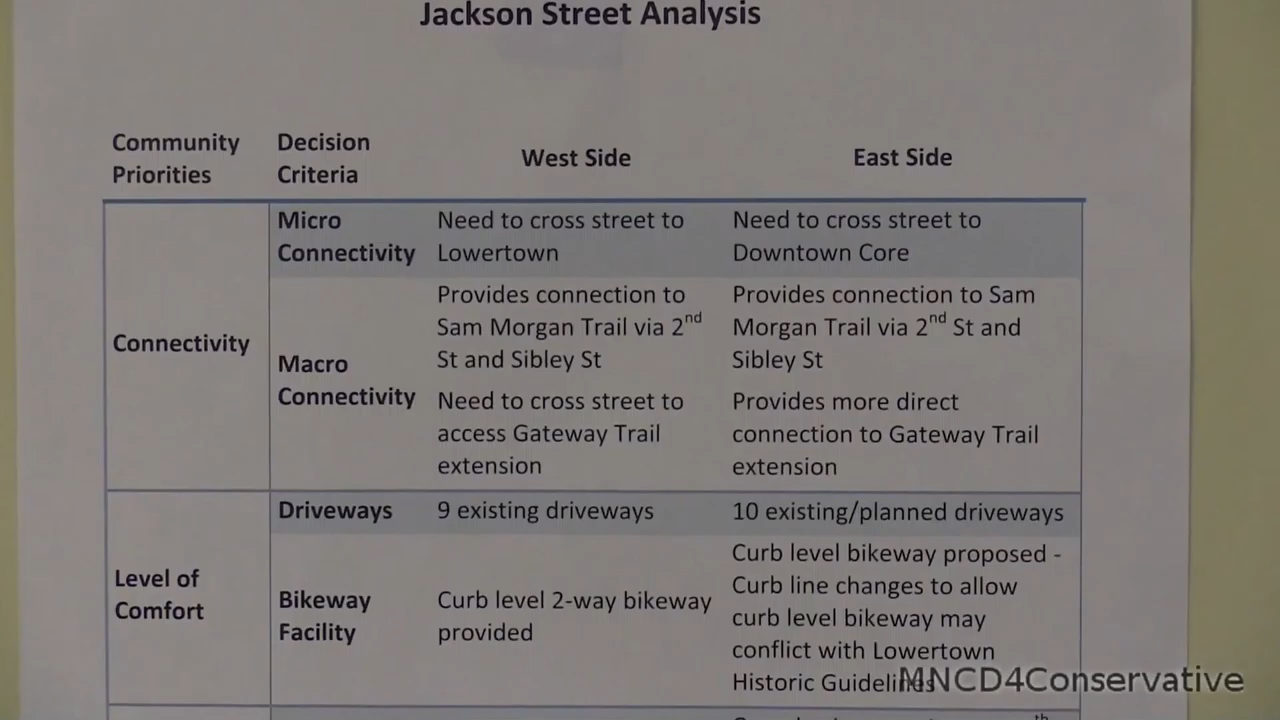 Jackson Street Analysis
Community Priorities
Decision Criteria
West Side
East Side
Connectivity
Micro
Connectivity
Need to cross street to
Lowertown
Need to cross street to
Downtown Core
Macro
Connectivity
Provides connection to
Sam Morgan Trail via 2nd
St and Sibley St
Provides connection to Sam
Morgan Trail via 2nd St and
Sibley St
Need to cross street to
access Gateway Trail
extension
Provides more direct
connection to Gateway Trail
extension
Level of
Comfort
Driveways
9 existing driveways
10 existing/planned driveways
Bikeway
Facility
Curb level 2-way bikeway
provided
Curb level bikeway proposed -
Curb line changes to allow
curb level bikeway may
conflict with Lowertown
Historic Guidelines
th
MNCD4Conservative